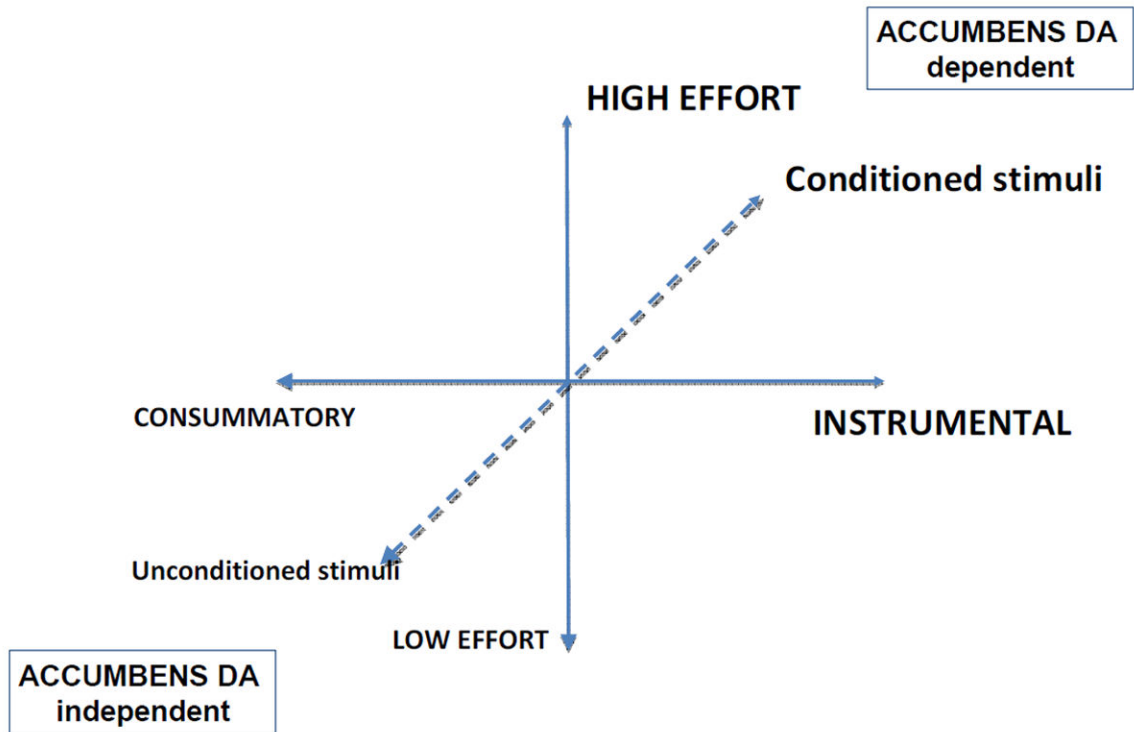 ACCUMBENS DA
dependent
HIGH EFFORT
Conditioned stimuli
CONSUMMATORY
INSTRUMENTAL
Unconditioned stimuli
LOW EFFORT
ACCUMBENS DA
independent